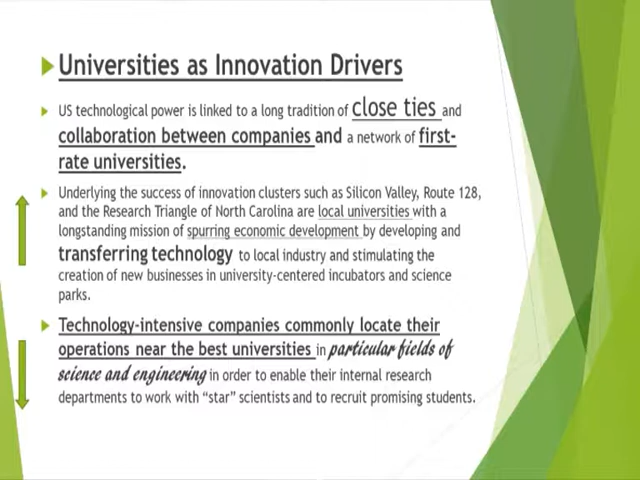 Universities as Innovation Drivers
US technological power is linked to a long tradition of close ties and
collaboration between companies and a network of first-
rate universities.
Underlying the success of innovation clusters such as Silicon Valley, Route 128,
and the Research Triangle of North Carolina are local universities with a
longstanding mission of spurring economic development by developing and
transferring technology to local industry and stimulating the
creation of new businesses in university-centered incubators and science
parks.
Technology-intensive companies commonly locate their
operations near the best universities in particular fields of
science and engineering in order to enable their internal research
departments to work with “star” scientists and to recruit promising students.